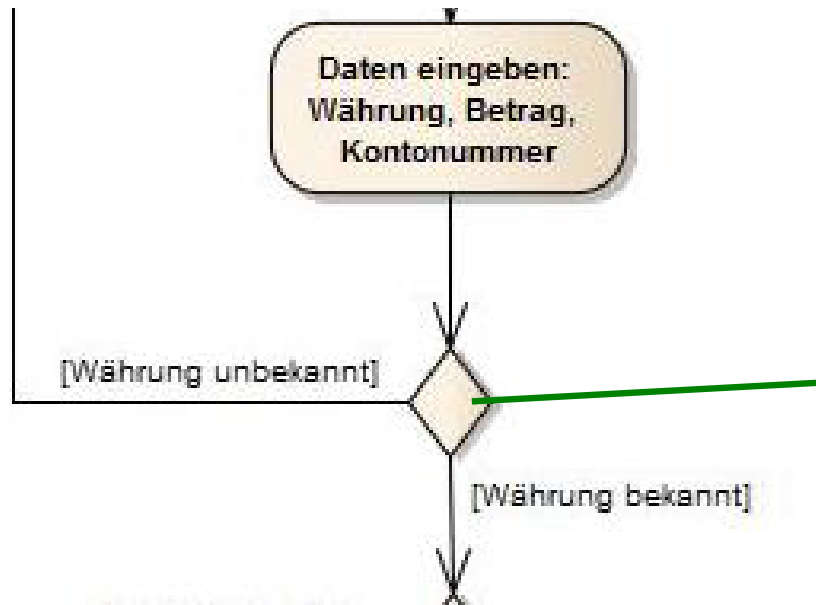 Daten eingeben:
Währung, Betrag,
Kontonummer
[Währung unbekannt]
[Währung bekannt]